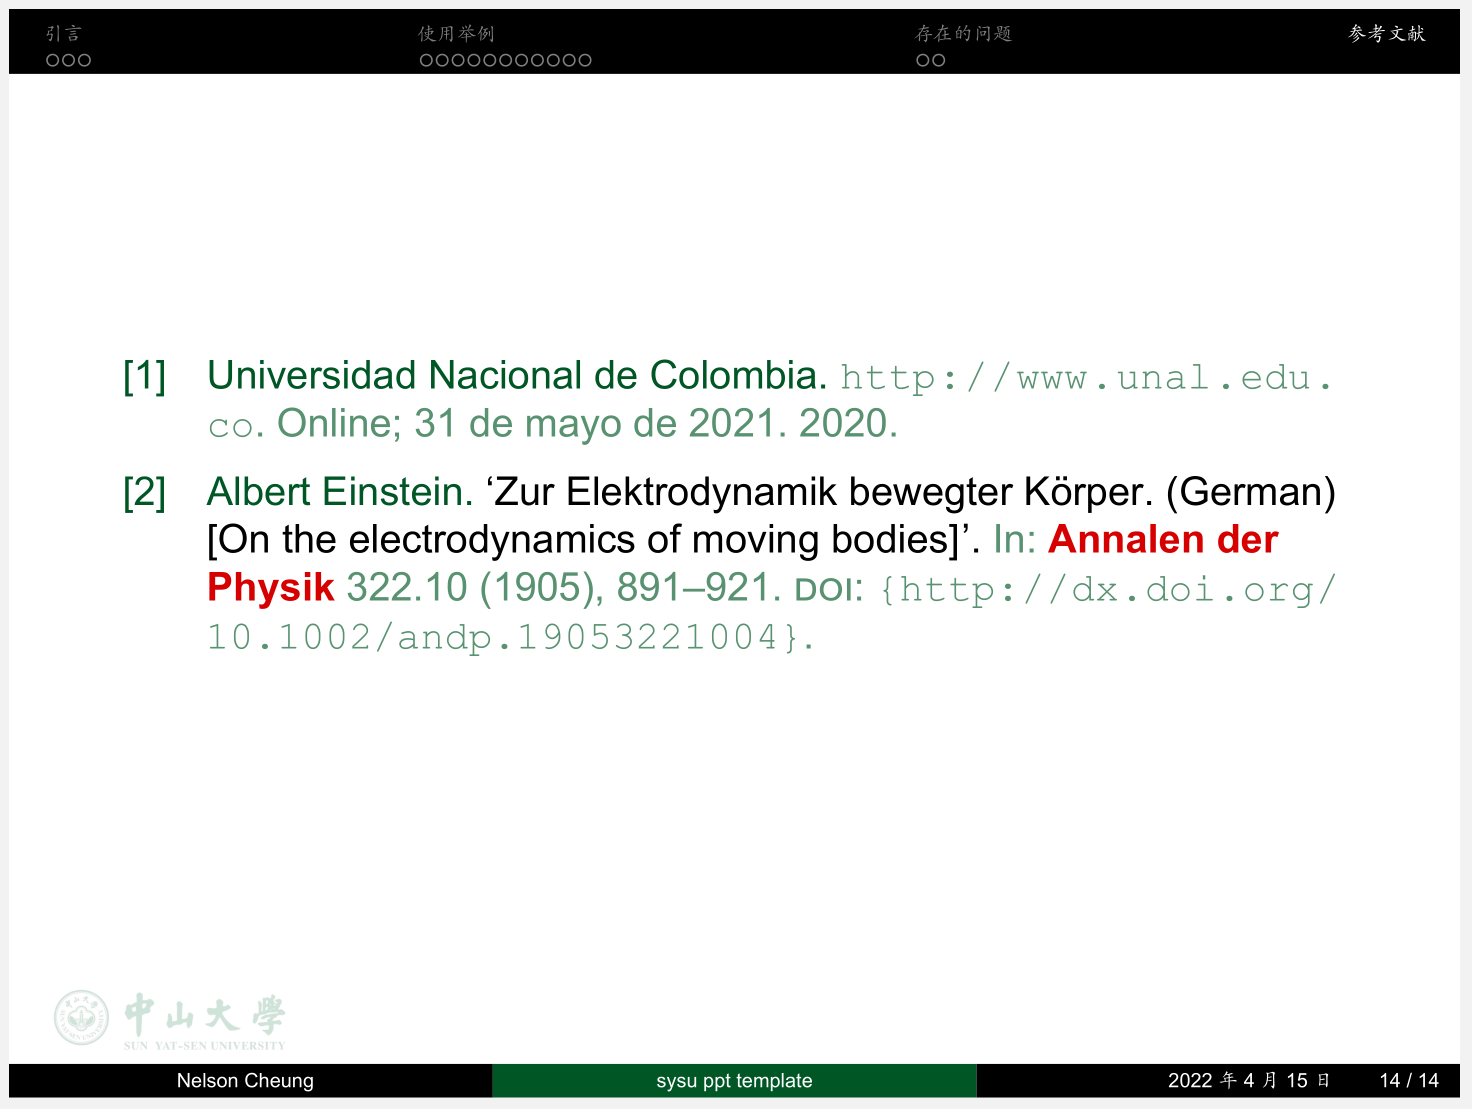 引言 使用举例 存在的问题 参考文献
[1] Universidad Nacional de Colombia. http://www.unal.edu.
co. Online; 31 de mayo de 2021. 2020.
[2] Albert Einstein. ‘Zur Elektrodynamik bewegter Körper. (German)
[On the electrodynamics of moving bodies]’. In: Annalen der
Physik 322.10 (1905), 891–921. DOI: {http://dx.doi.org/
10.1002/andp.19053221004}.
中山大學
SUN YAT-SEN UNIVERSITY
Nelson Cheung sysu ppt template 2022 年 4 月 15 日 14 / 14